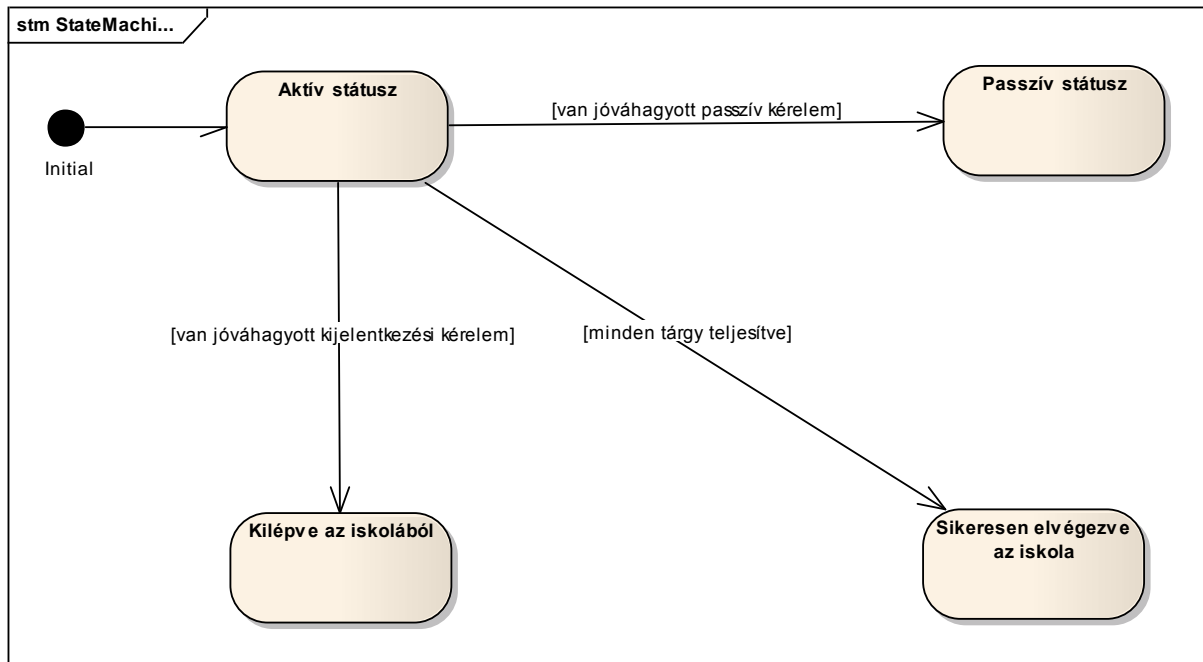 stm StateMachi...
Aktív státusz
Passzív státusz
[van jóváhagyott passzív kérelem]
Initial
[van jóváhagyott kijelentkezési kérelem]
[minden tárgy teljesítve]
Kilépve az iskolából
Sikeresen elvégezve
az iskola